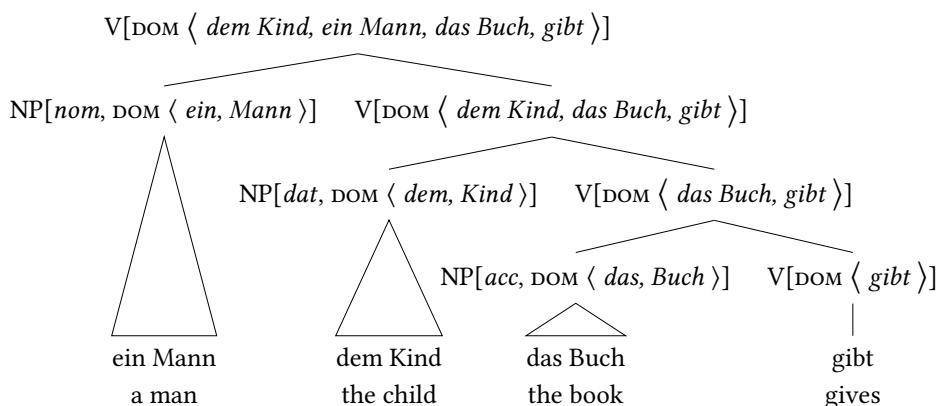 V[DOM ⟨ dem Kind, ein Mann, das Buch, gibt ⟩]
NP[nom, DOM ⟨ ein, Mann ⟩] V[DOM ⟨ dem Kind, das Buch, gibt ⟩]
NP[dat, DOM ⟨ dem, Kind ⟩] V[DOM ⟨ das Buch, gibt ⟩]
NP[acc, DOM ⟨ das, Buch ⟩] V[DOM ⟨ gibt ⟩]
ein Mann dem Kind das Buch gibt
a man the child the book gives